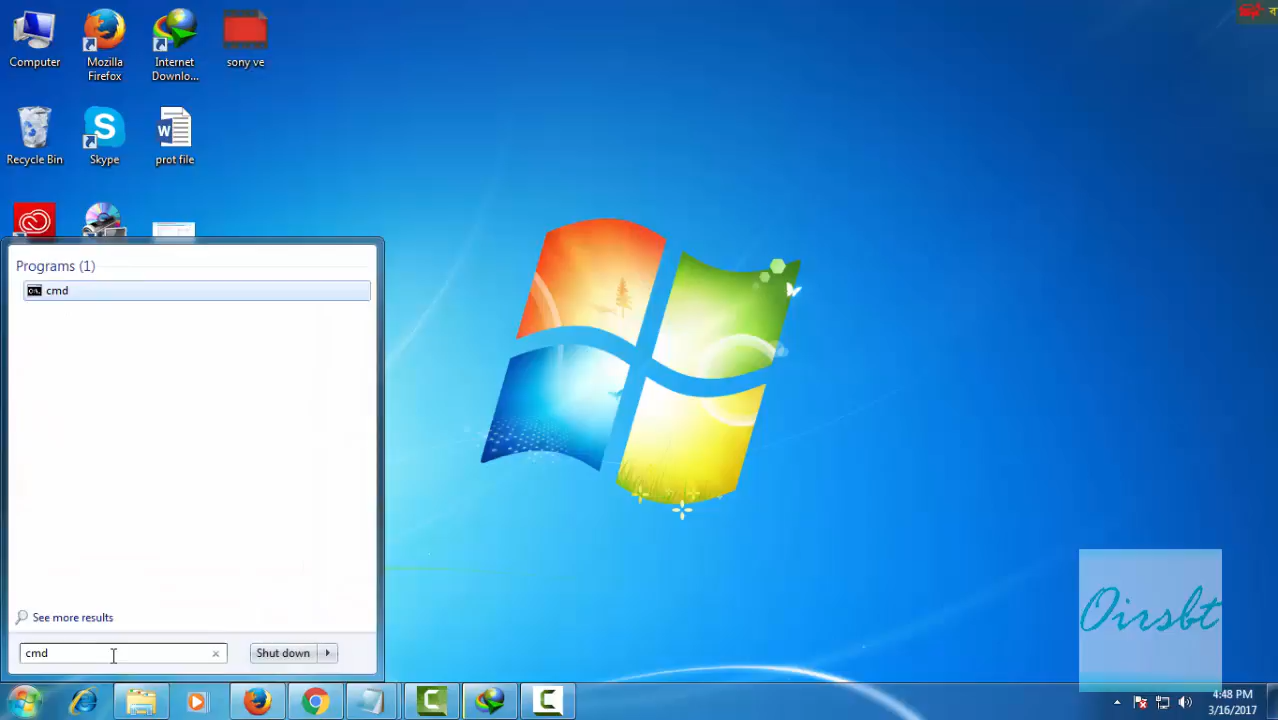 Computer
Mozilla
Firefox
Internet
Downlo...
sony ve
Recycle Bin
Skype
prot file
Programs (1)
cmd
See more results
cmd
Shut down
Oirsbt
4:48 PM
3/16/2017